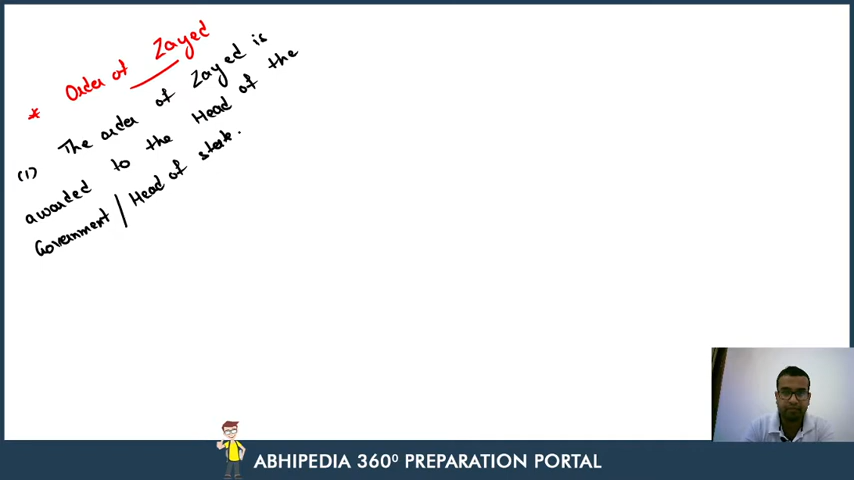 * Order of Zayed
(1) The order of Zayed is
awarded to the Head of the
Government / Head of state.
ABHIPEDIA 360⁰ PREPARATION PORTAL